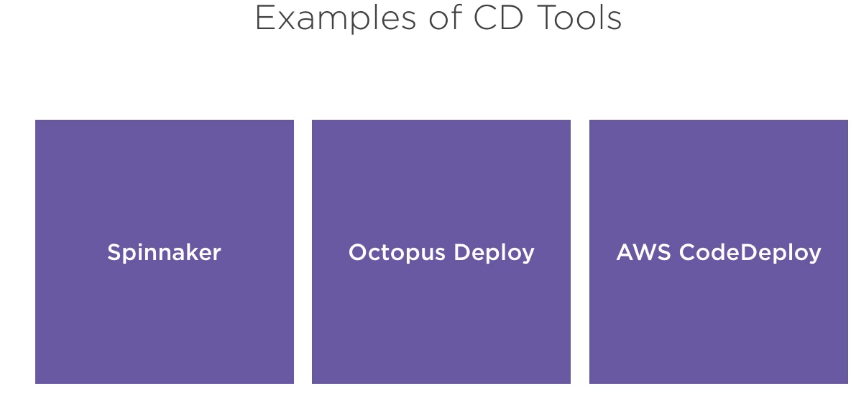 Examples of CD Tools
Spinnaker
Octopus Deploy
AWS CodeDeploy